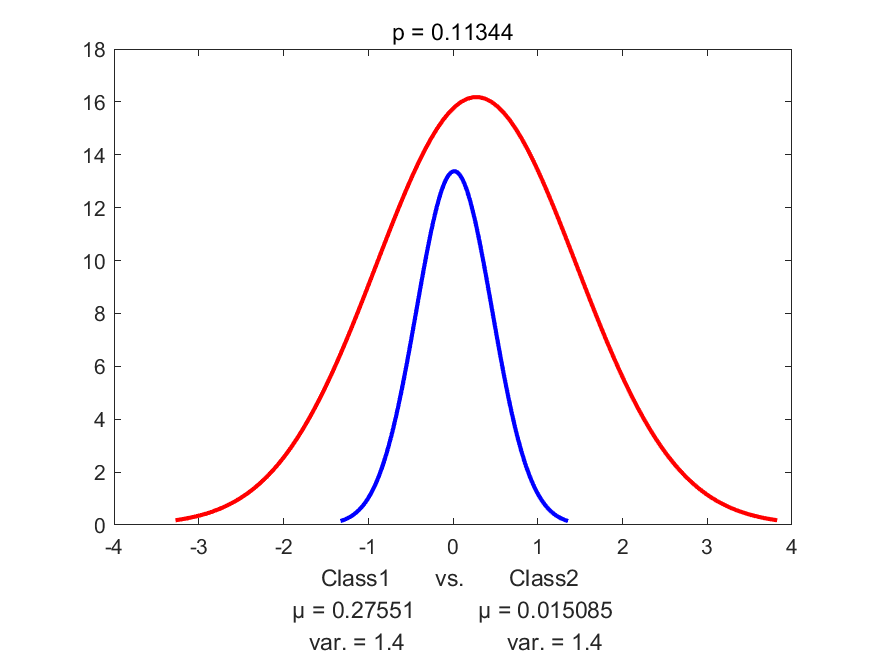 p = 0.11344
18
16
14
12
10
8
6
4
2
0
-4 -3 -2 -1 0 1 2 3 4
Class1 vs. Class2
μ = 0.27551 μ = 0.015085
var. = 1.4 var. = 1.4